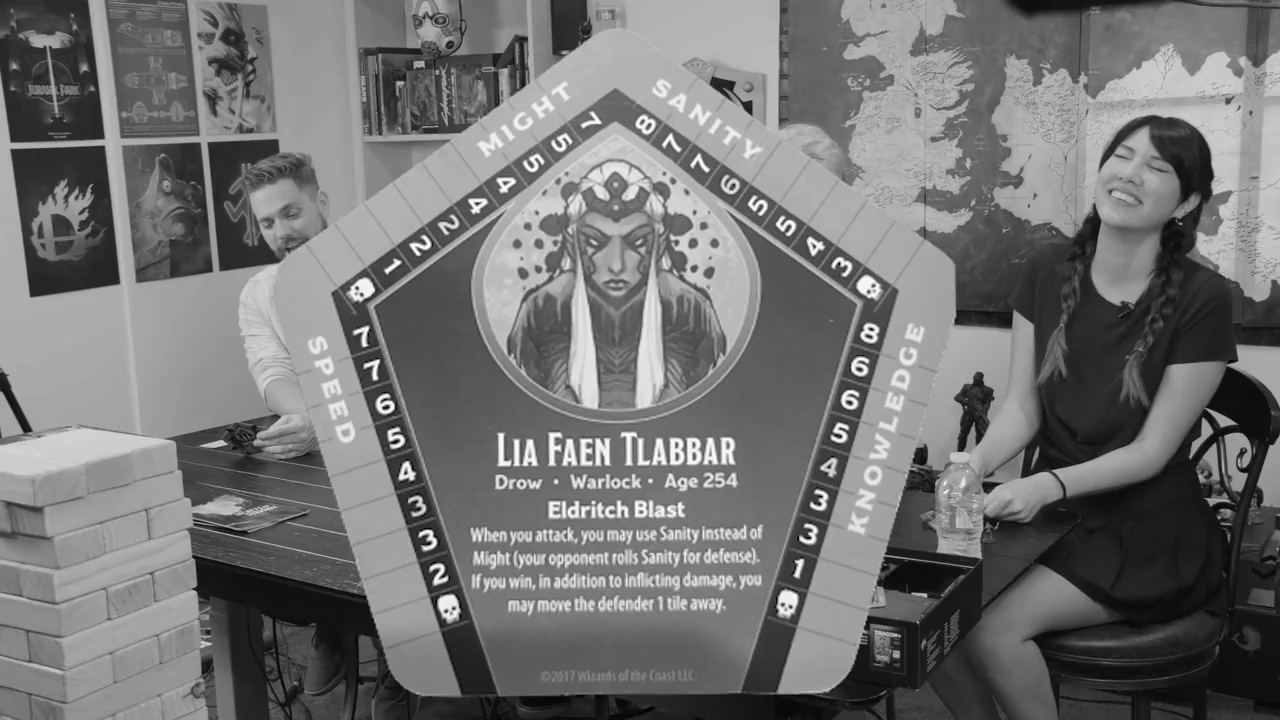 JURASSIC PARK
MIGHT
7 5 5 4 4 2 2 1
SANITY
8 7 7 6 5 5 4 3
SPEED
7 7 6 5 4 3 3 2
KNOWLEDGE
8 6 6 5 4 3 3 1
LIA FAEN TLABBAR
Drow • Warlock • Age 254
Eldritch Blast
When you attack, you may use Sanity instead of
Might (your opponent rolls Sanity for defense).
If you win, in addition to inflicting damage, you
may move the defender 1 tile away.
©2017 Wizards of the Coast LLC.
DRAGON+